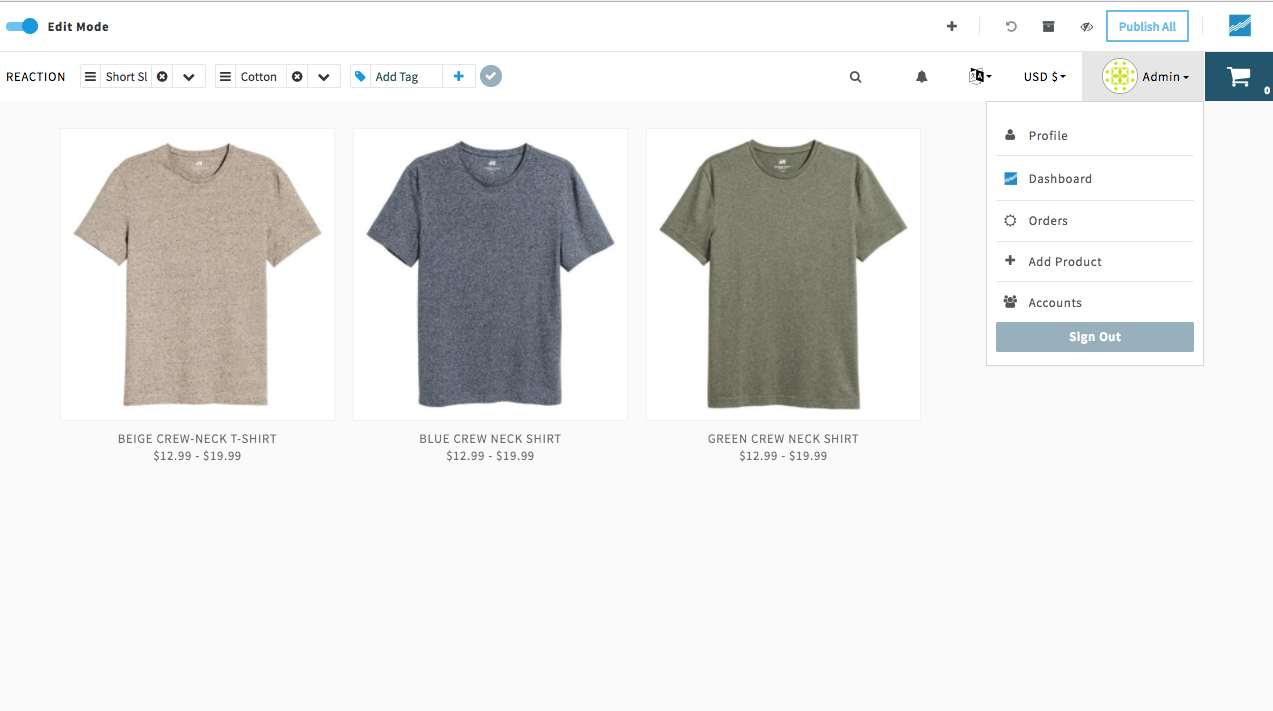 Edit Mode
Publish All
REACTION
Short Sl
Cotton
Add Tag
USD $
Admin
0
Profile
Dashboard
Orders
Add Product
Accounts
Sign Out
BEIGE CREW-NECK T-SHIRT
BLUE CREW NECK SHIRT
GREEN CREW NECK SHIRT
$12.99 - $19.99
$12.99 - $19.99
$12.99 - $19.99